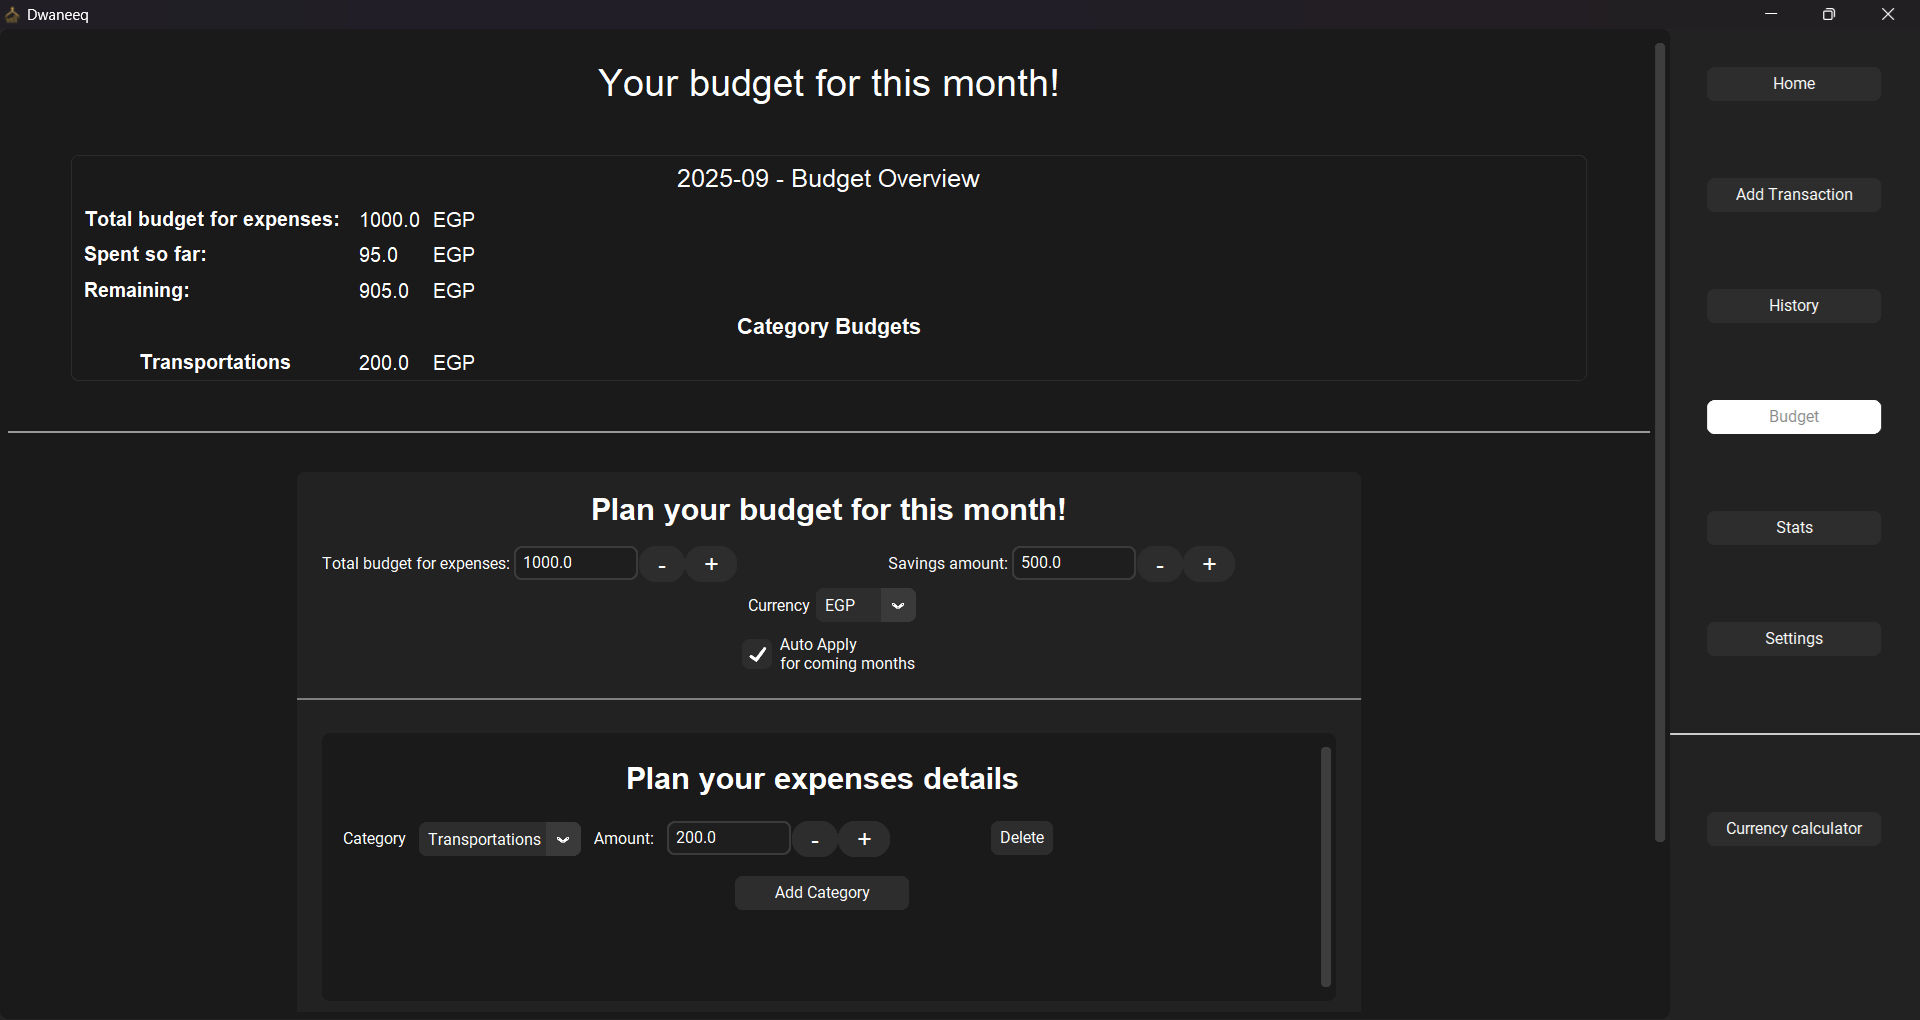 Dwaneeq
Your budget for this month!
2025-09 - Budget Overview
Total budget for expenses: 1000.0 EGP
Spent so far: 95.0 EGP
Remaining: 905.0 EGP
Category Budgets
Transportations 200.0 EGP
Plan your budget for this month!
Total budget for expenses: 1000.0 - + Savings amount: 500.0 - +
Currency EGP
Auto Apply
for coming months
Plan your expenses details
Category Transportations Amount: 200.0 - + Delete
Add Category
Home
Add Transaction
History
Budget
Stats
Settings
Currency calculator